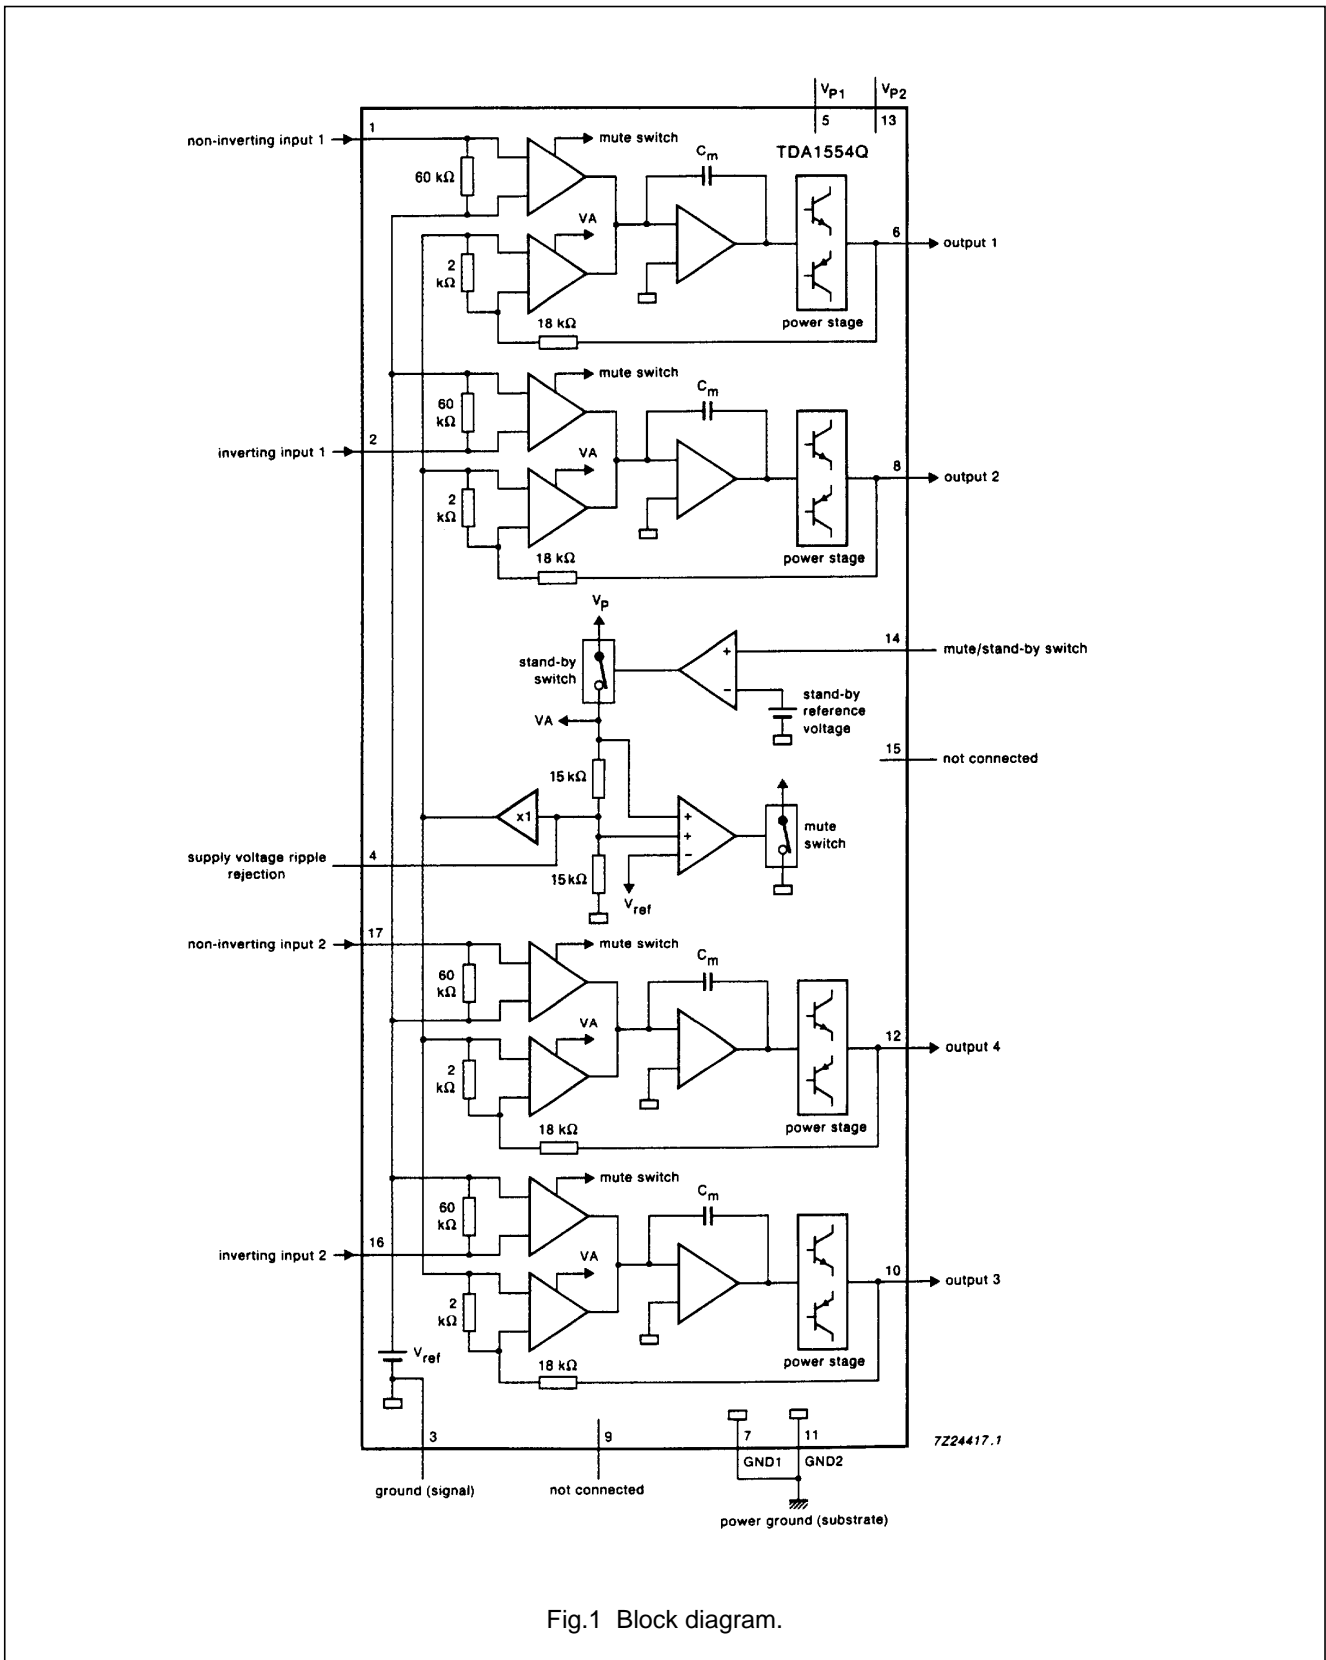 VP1
VP2
5
13
TDA1554Q
non-inverting input 1
1
mute switch
Cm
60 kΩ
VA
2
kΩ
6
output 1
18 kΩ
power stage
mute switch
Cm
60
kΩ
inverting input 1
2
VA
2
kΩ
8
output 2
18 kΩ
power stage
VP
14
mute/stand-by switch
stand-by
switch
+
−
stand-by
reference
voltage
VA
15
not connected
15 kΩ
x1
+
+
−
mute
switch
supply voltage ripple
rejection
4
15 kΩ
Vref
non-inverting input 2
17
mute switch
Cm
60
kΩ
VA
2
kΩ
12
output 4
18 kΩ
power stage
mute switch
Cm
60
kΩ
inverting input 2
16
VA
2
kΩ
10
output 3
18 kΩ
power stage
Vref
3
9
7
11
GND1
GND2
7Z24417.1
ground (signal)
not connected
power ground (substrate)
Fig.1 Block diagram.